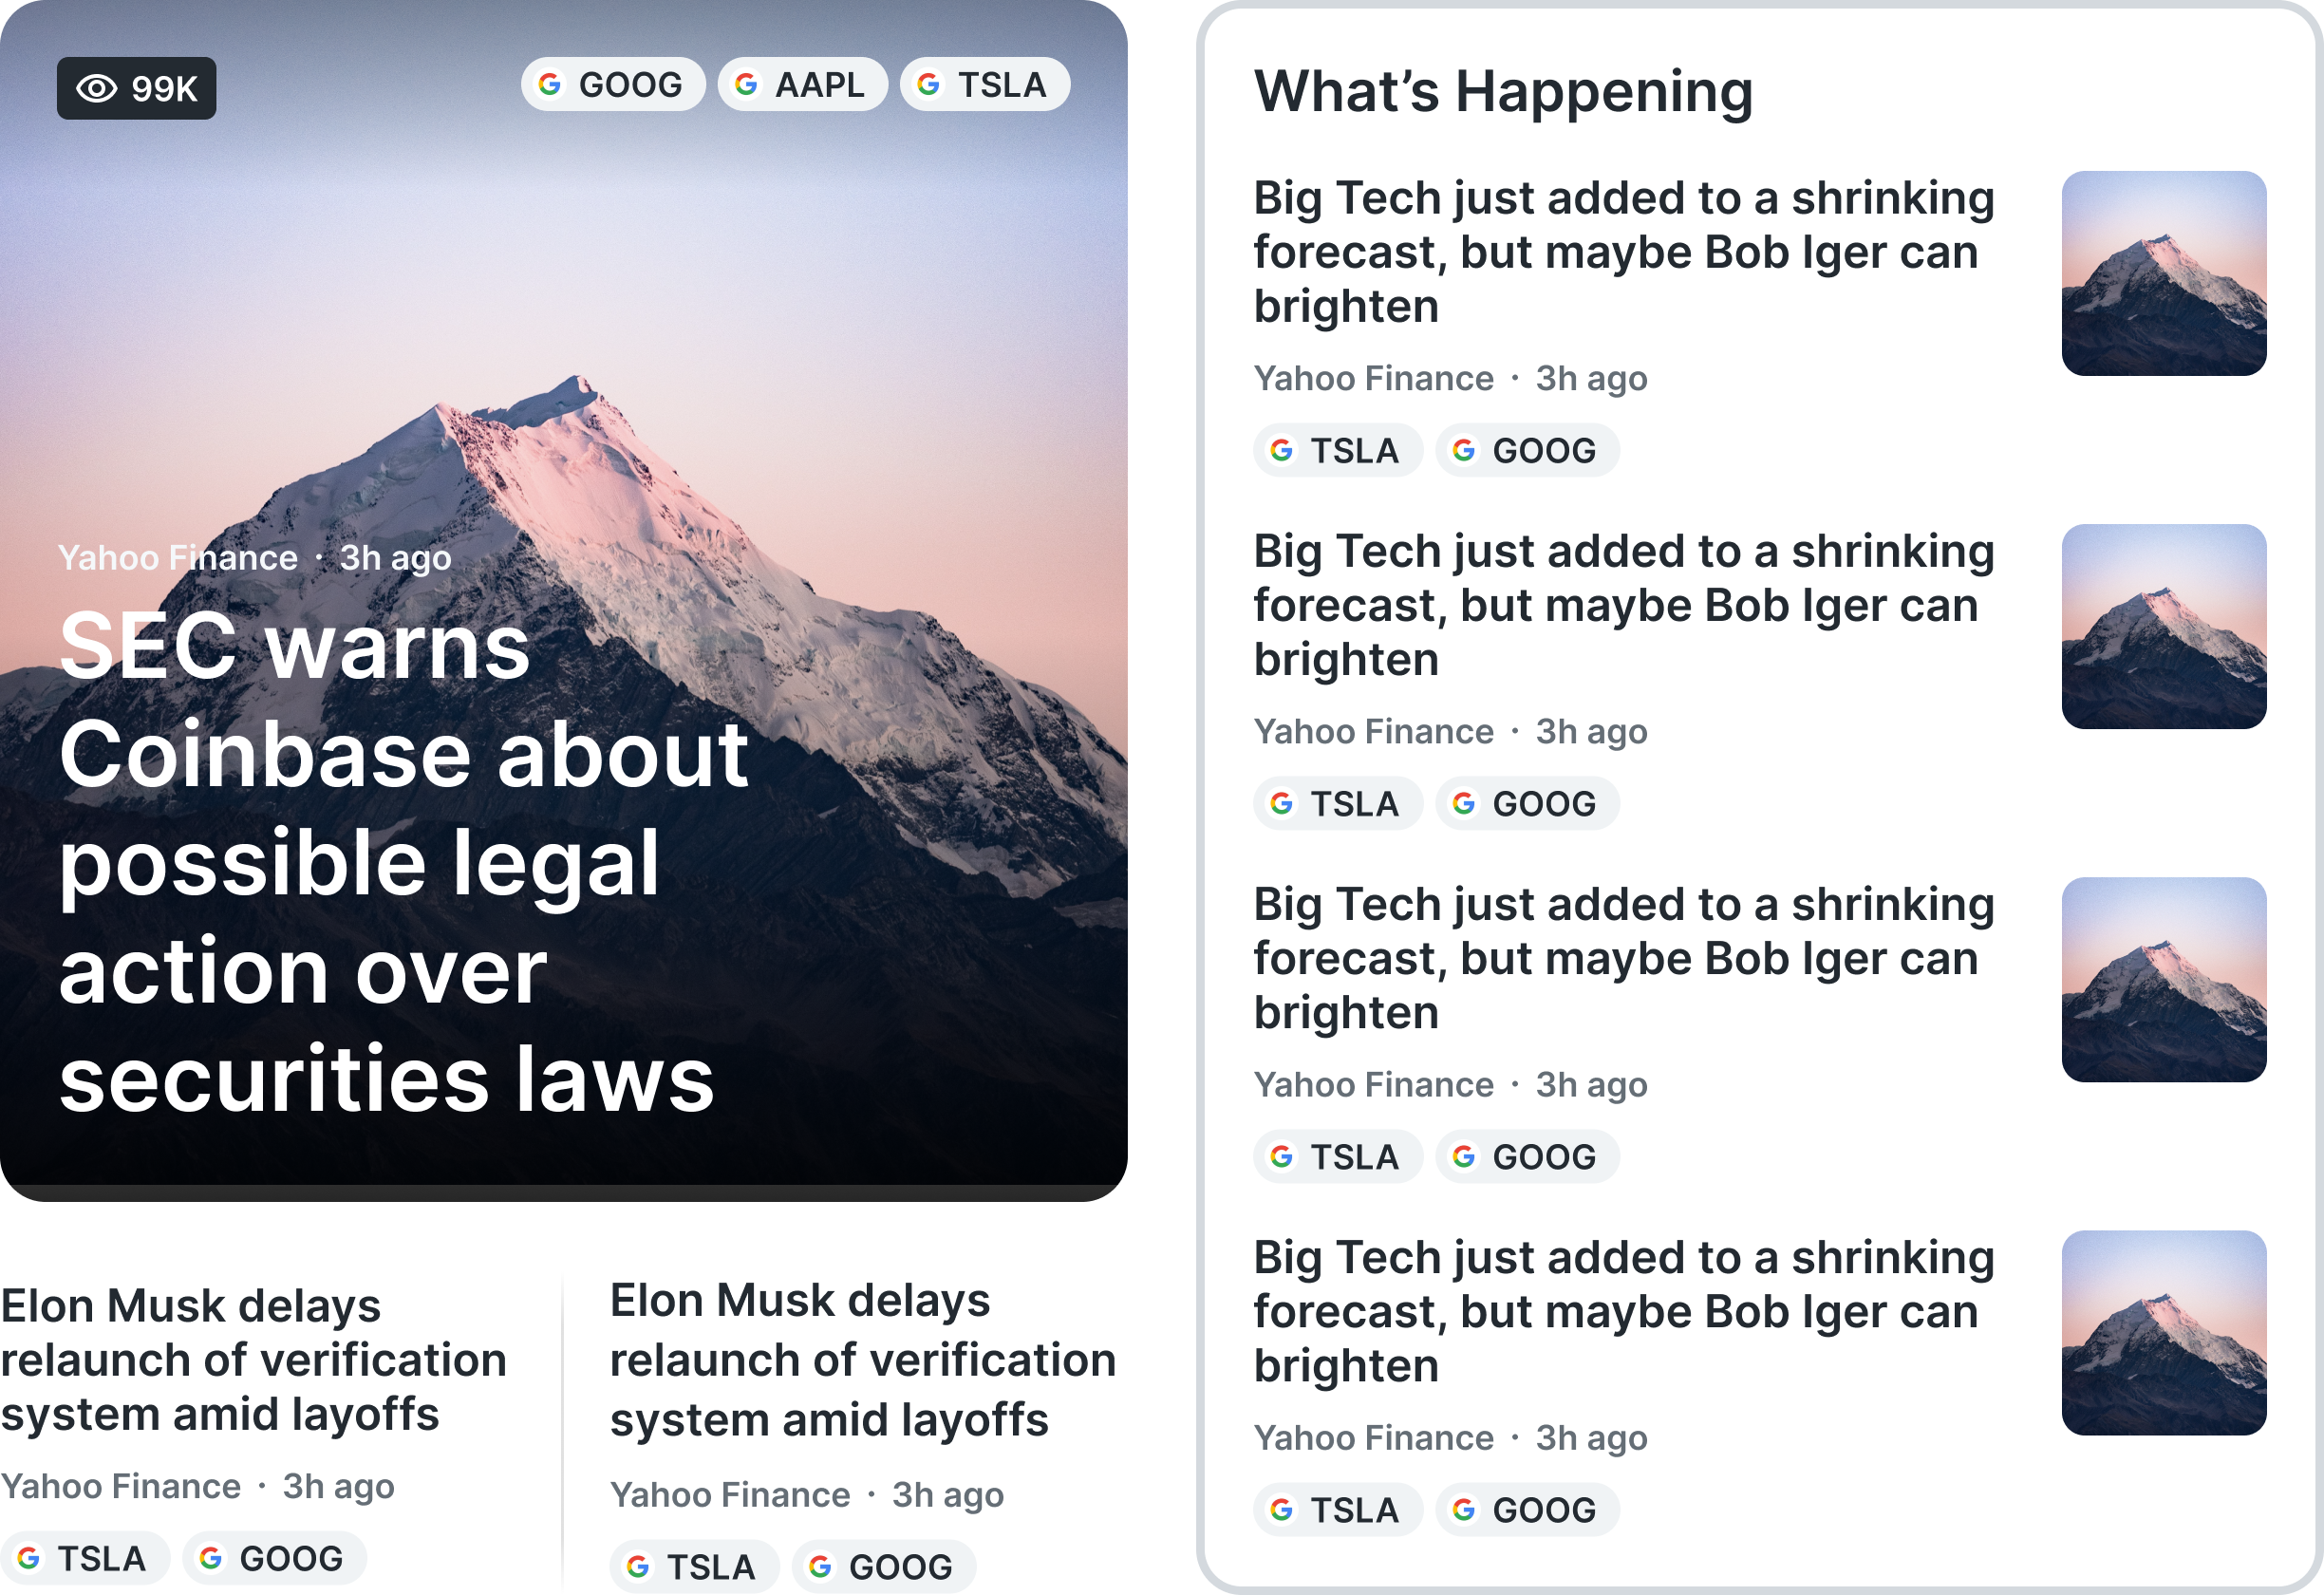 99K
GOOG
AAPL
TSLA
Yahoo Finance · 3h ago
SEC warns
Coinbase about
possible legal
action over
securities laws
Elon Musk delays
relaunch of verification
system amid layoffs
Yahoo Finance · 3h ago
TSLA
GOOG
Elon Musk delays
relaunch of verification
system amid layoffs
Yahoo Finance · 3h ago
TSLA
GOOG
What’s Happening
Big Tech just added to a shrinking
forecast, but maybe Bob Iger can
brighten
Yahoo Finance · 3h ago
TSLA
GOOG
Big Tech just added to a shrinking
forecast, but maybe Bob Iger can
brighten
Yahoo Finance · 3h ago
TSLA
GOOG
Big Tech just added to a shrinking
forecast, but maybe Bob Iger can
brighten
Yahoo Finance · 3h ago
TSLA
GOOG
Big Tech just added to a shrinking
forecast, but maybe Bob Iger can
brighten
Yahoo Finance · 3h ago
TSLA
GOOG